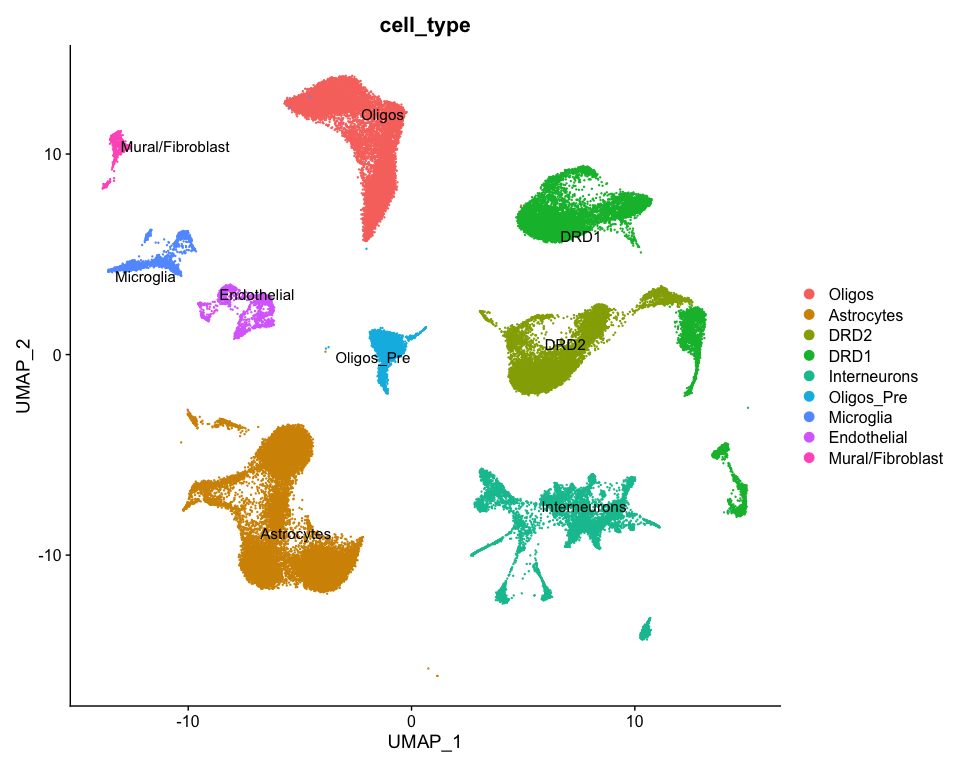 cell_type
10
0
-10
UMAP_2
-10
0
10
UMAP_1
Oligos
Mural/Fibroblast
DRD1
Microglia
Endothelial
DRD2
Oligos_Pre
Interneurons
Astrocytes
Oligos
Astrocytes
DRD2
DRD1
Interneurons
Oligos_Pre
Microglia
Endothelial
Mural/Fibroblast